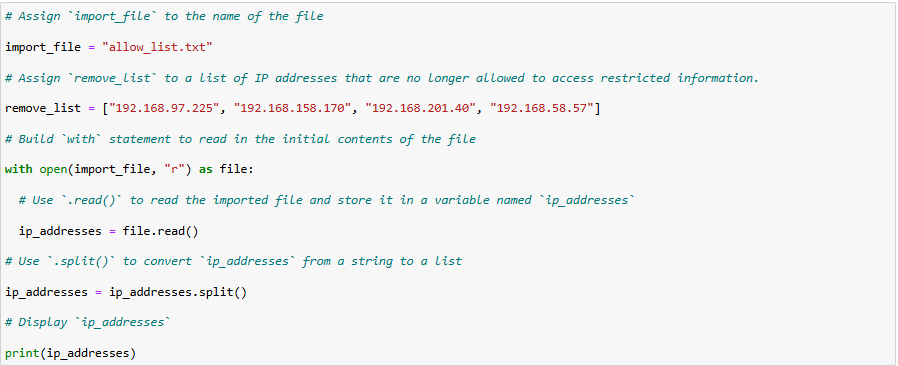 # Assign `import_file` to the name of the file
import_file = "allow_list.txt"
# Assign `remove_list` to a list of IP addresses that are no longer allowed to access restricted information.
remove_list = ["192.168.97.225", "192.168.158.170", "192.168.201.40", "192.168.58.57"]
# Build `with` statement to read in the initial contents of the file
with open(import_file, "r") as file:
  # Use `.read()` to read the imported file and store it in a variable named `ip_addresses`
  ip_addresses = file.read()
# Use `.split()` to convert `ip_addresses` from a string to a list
ip_addresses = ip_addresses.split()
# Display `ip_addresses`
print(ip_addresses)